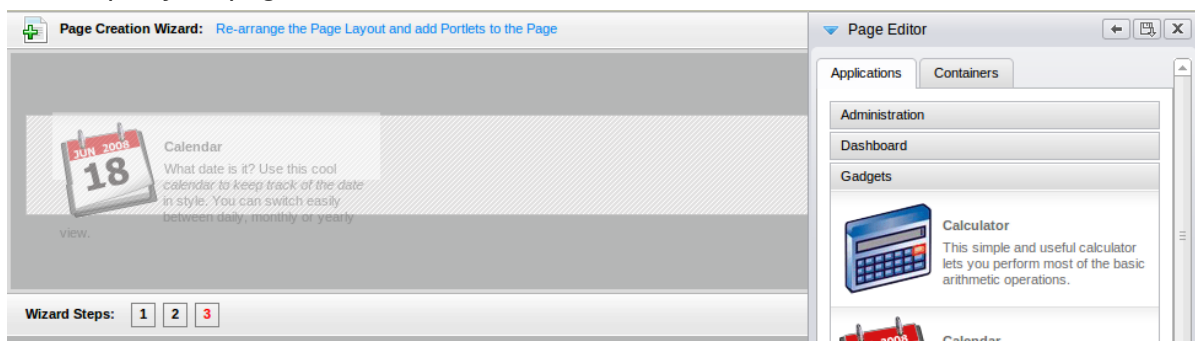 Page Creation Wizard: Re-arrange the Page Layout and add Portlets to the Page
JUN 2008
18
Calendar
What date is it? Use this cool
calendar to keep track of the date
in style. You can switch easily
between daily, monthly or yearly
view.
Wizard Steps: 1 2 3
Page Editor
Applications Containers
Administration
Dashboard
Gadgets
Calculator
This simple and useful calculator
lets you perform most of the basic
arithmetic operations.
2008
Calendar